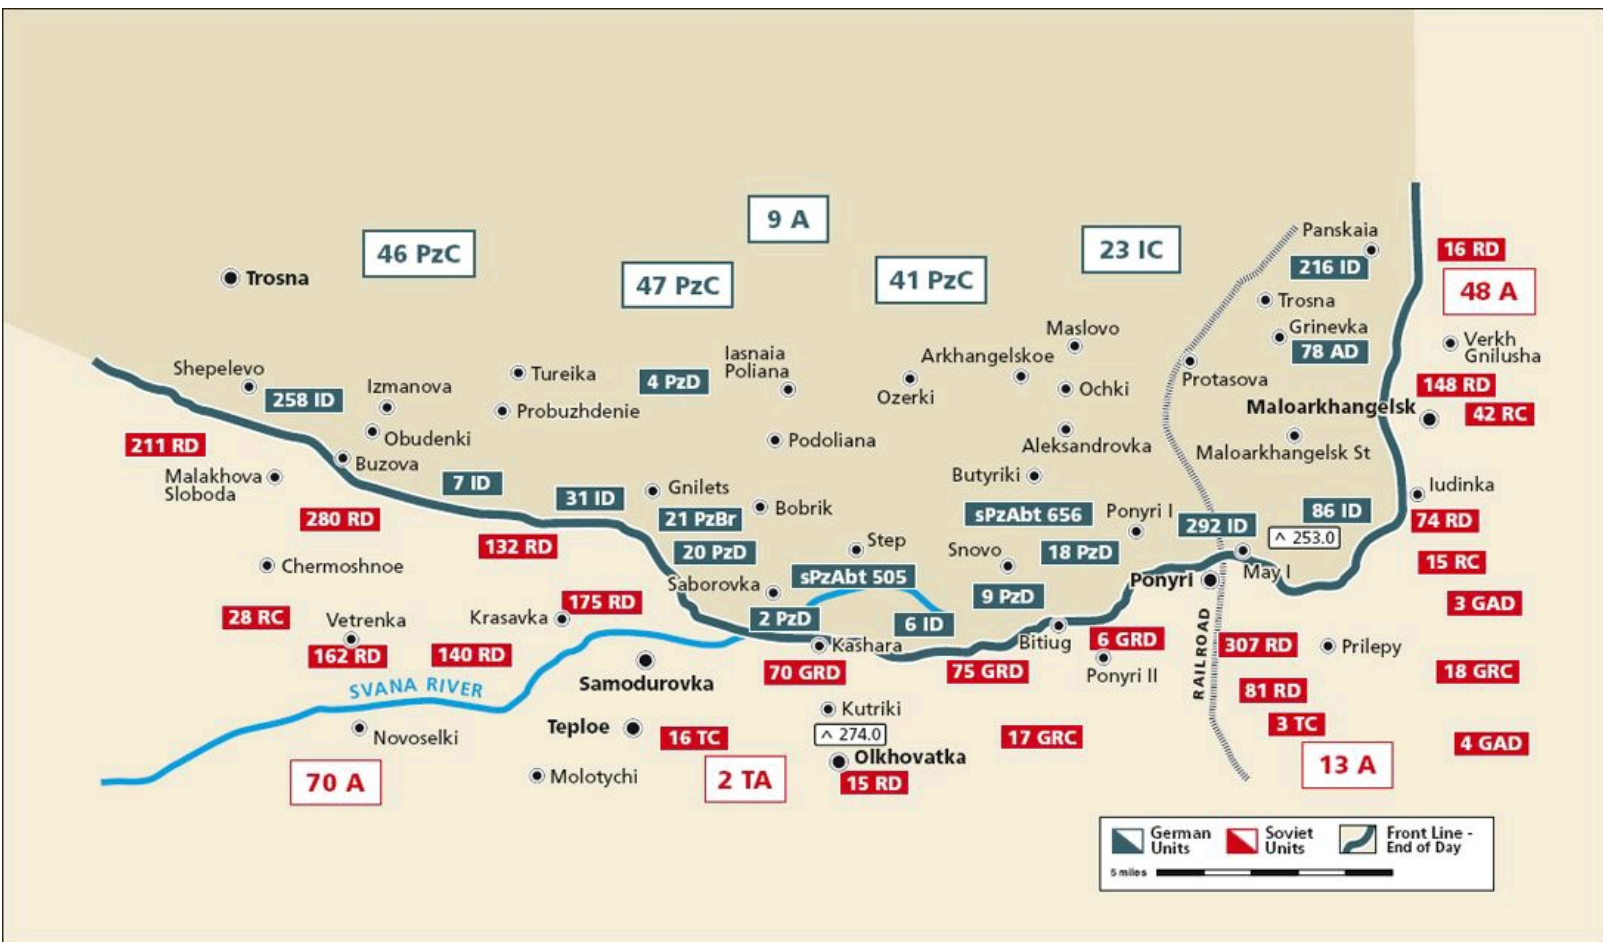 9 A
Panskaia
46 PzC
23 IC
16 RD
216 ID
Trosna
47 PzC
41 PzC
48 A
Trosna
Grinevka
Maslovo
Verkh
Gnilusha
78 AD
Iasnaia
Poliana
Arkhangelskoe
Shepelevo
Tureika
4 PzD
Protasova
148 RD
Izmanova
Ochki
258 ID
Ozerki
Maloarkhangelsk
42 RC
Probuzhdenie
211 RD
Obudenki
Podoliana
Aleksandrovka
Maloarkhangelsk St
Buzova
Malakhova
Sloboda
Butyriki
7 ID
Gnilets
Iudinka
31 ID
Bobrik
sPzAbt 656
Ponyri I
86 ID
280 RD
21 PzBr
292 ID
74 RD
^ 253.0
Step
132 RD
20 PzD
Snovo
18 PzD
15 RC
Chermoshnoe
sPzAbt 505
Ponyri
May I
Saborovka
9 PzD
175 RD
3 GAD
28 RC
Vetrenka
Krasavka
2 PzD
6 ID
Kashara
Bitiug
6 GRD
307 RD
Prilepy
RAILROAD
162 RD
140 RD
70 GRD
75 GRD
Ponyri II
18 GRC
SVANA RIVER
Samodurovka
81 RD
Kutriki
Novoselki
Teploe
16 TC
^ 274.0
17 GRC
3 TC
4 GAD
Olkhovatka
13 A
70 A
Molotychi
2 TA
15 RD
German
Units
Soviet
Units
Front Line -
End of Day
5 miles